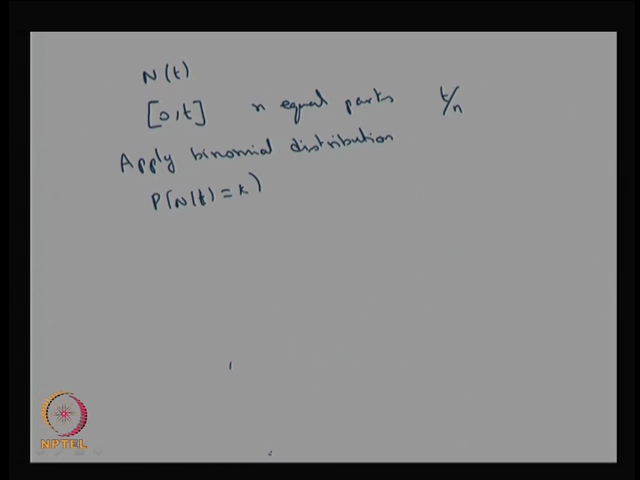 N(t)
[0,t] n equal parts t/n
Apply binomial distribution
P(N(t) = k)
NPTEL